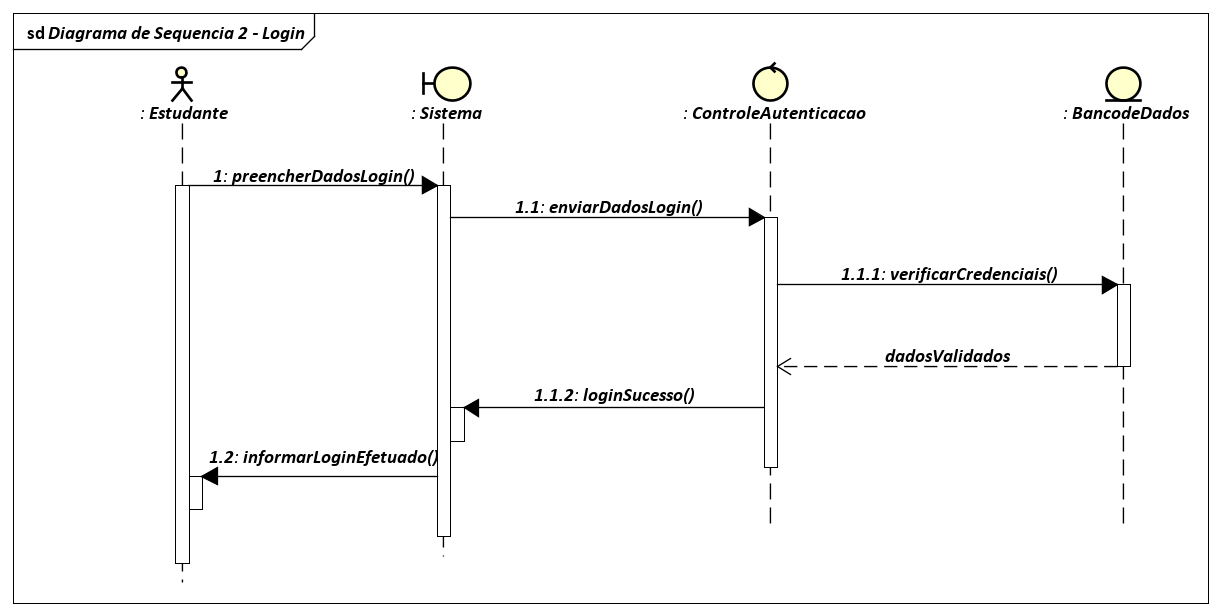 sd Diagrama de Sequencia 2 - Login
: Estudante
: Sistema
: ControleAutenticacao
: BancodeDados
1: preencherDadosLogin()
1.1: enviarDadosLogin()
1.1.1: verificarCredenciais()
dadosValidados
1.1.2: loginSucesso()
1.2: informarLoginEfetuado()